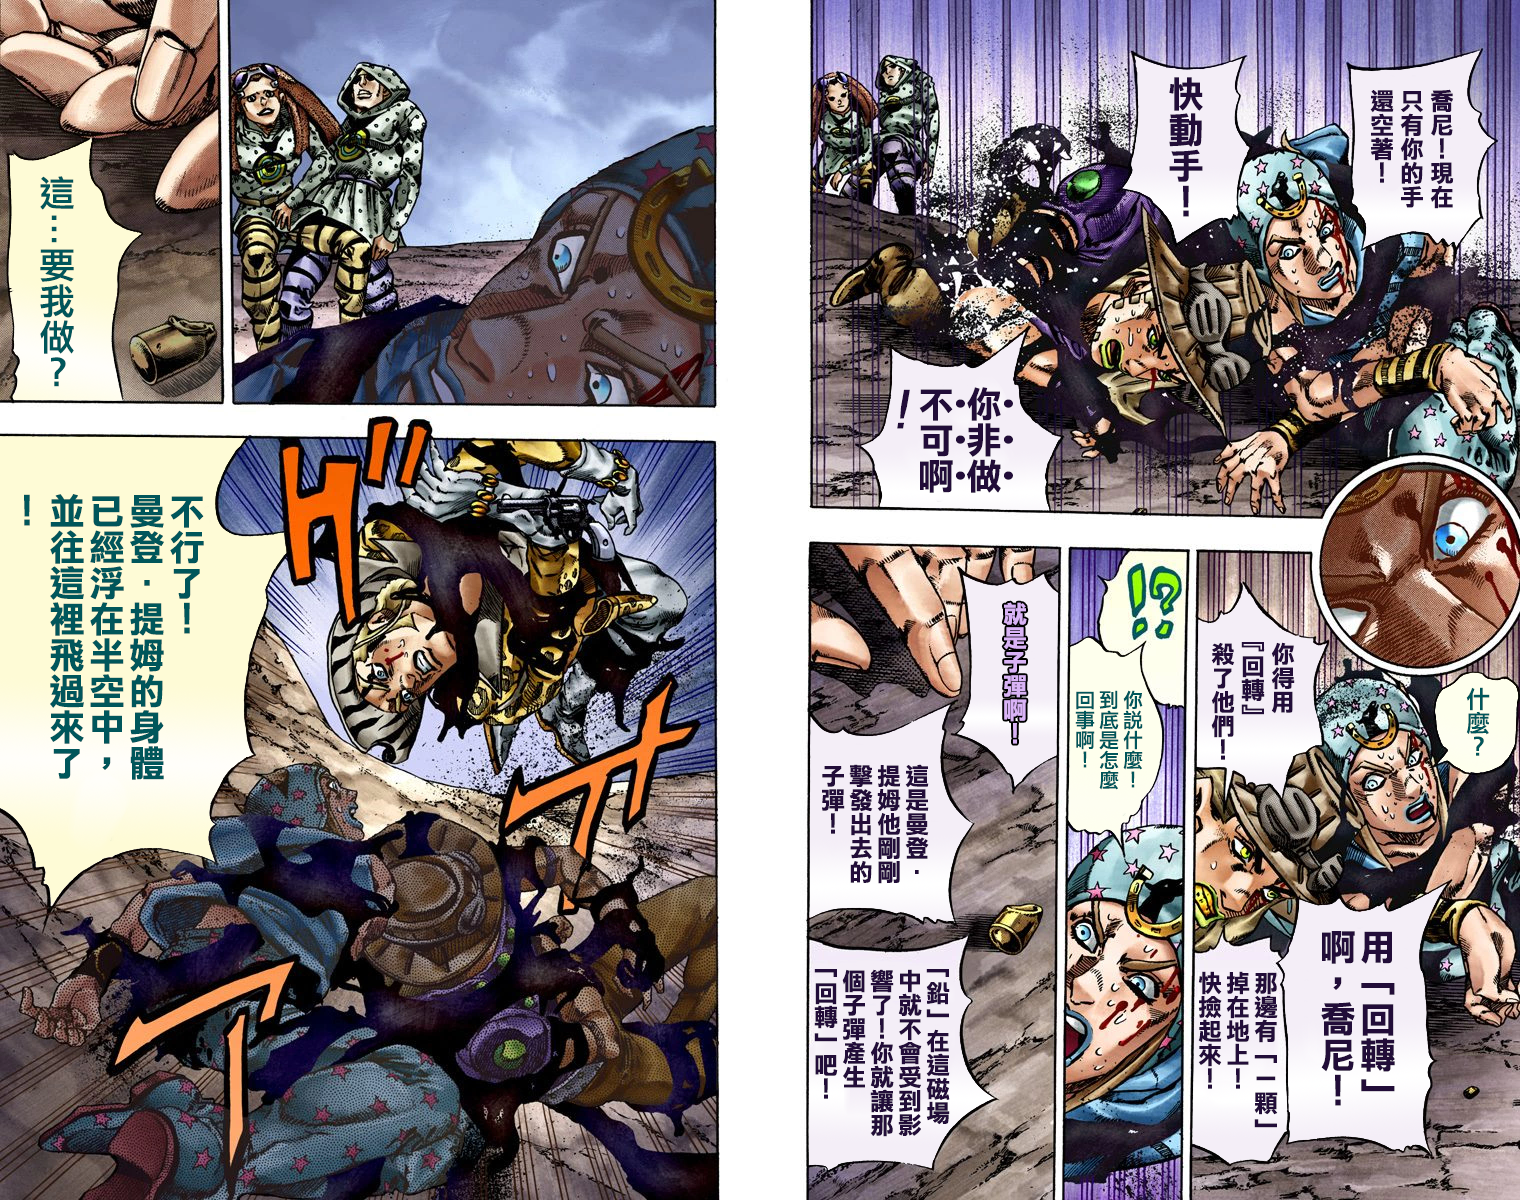 喬尼！現在
只有你的手
還空著！
快動手！
你非做
不可啊
！
什麼？
你得用
『回轉』
殺了他們！
用「回轉」
啊，喬尼！
那邊有「一顆」
掉在地上！
快撿起來！
!?
你說什麼！
到底是怎麼
回事啊！
就是子彈啊！
這是曼登．
提姆他剛剛
擊發出去的
子彈！
「鉛」在這磁場
中就不會受到影
響了！你就讓那
個子彈產生
「回轉」吧！
這…要我做？
不行了！
曼登．提姆的身體
已經浮在半空中，
並往這裡飛過來了
！